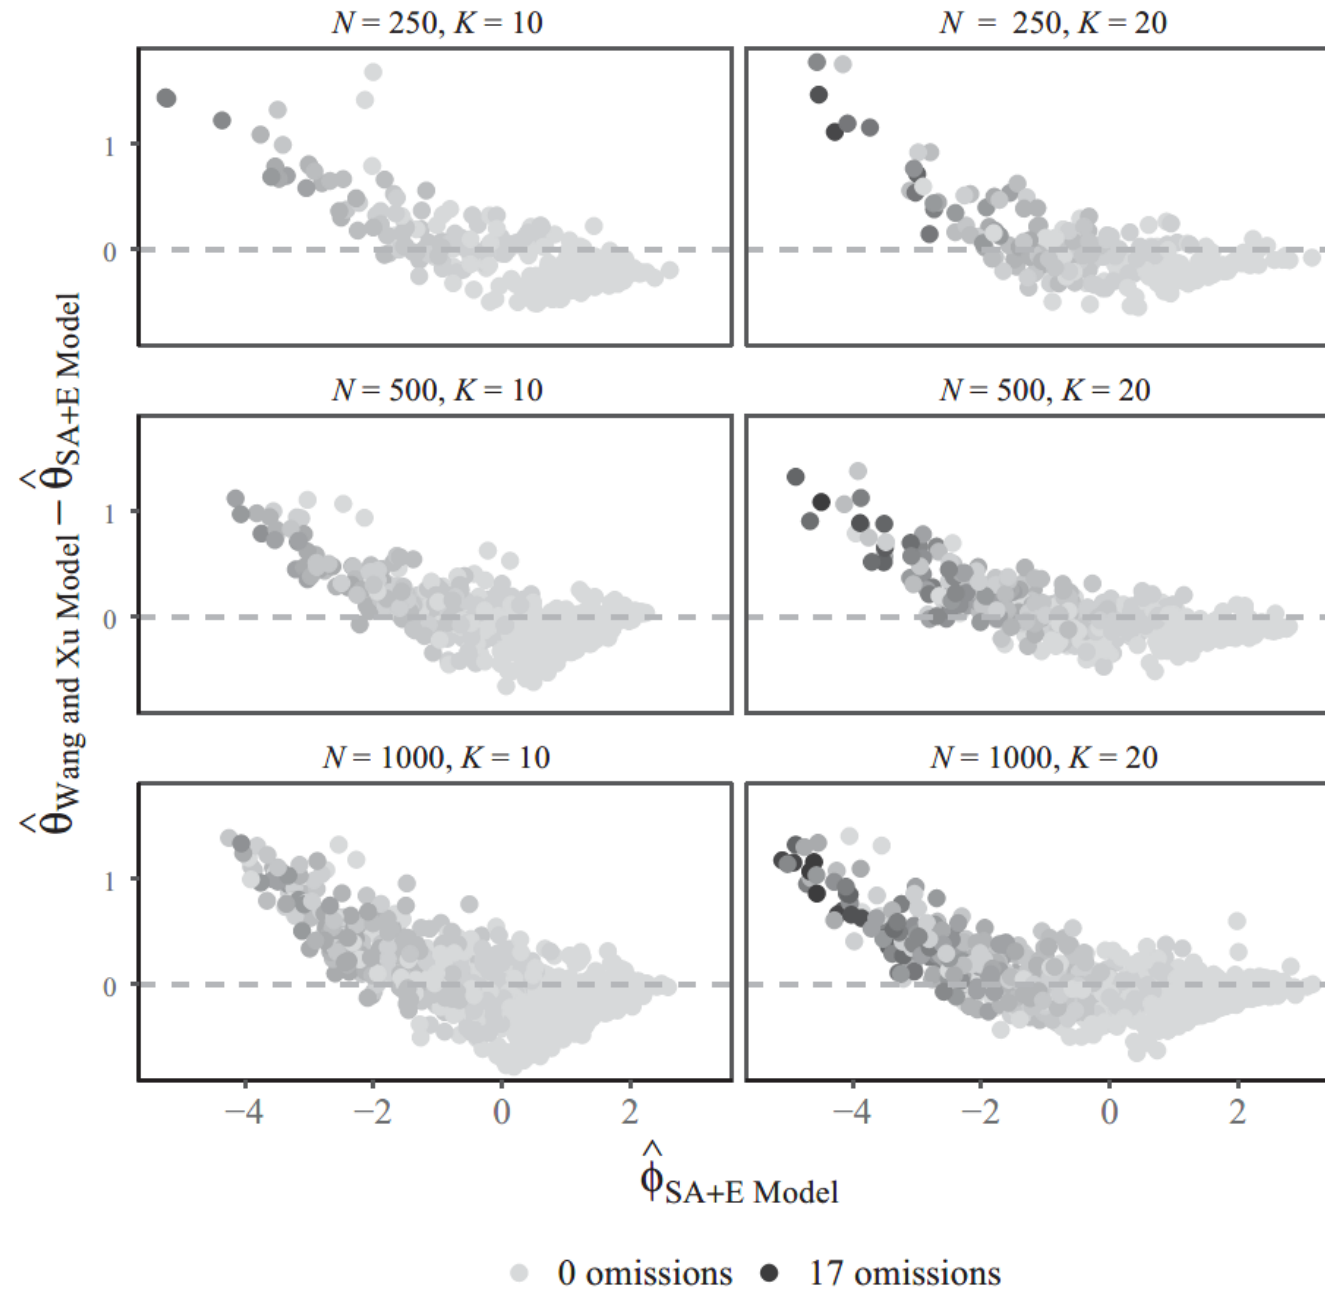 N = 250, K = 10
N = 250, K = 20
1
0
N = 500, K = 10
N = 500, K = 20
1
0
N = 1000, K = 10
N = 1000, K = 20
1
0
θ̂Wang and Xu Model − θ̂SA+E Model
−4 −2 0 2
−4 −2 0 2
ϕ̂SA+E Model
0 omissions 17 omissions